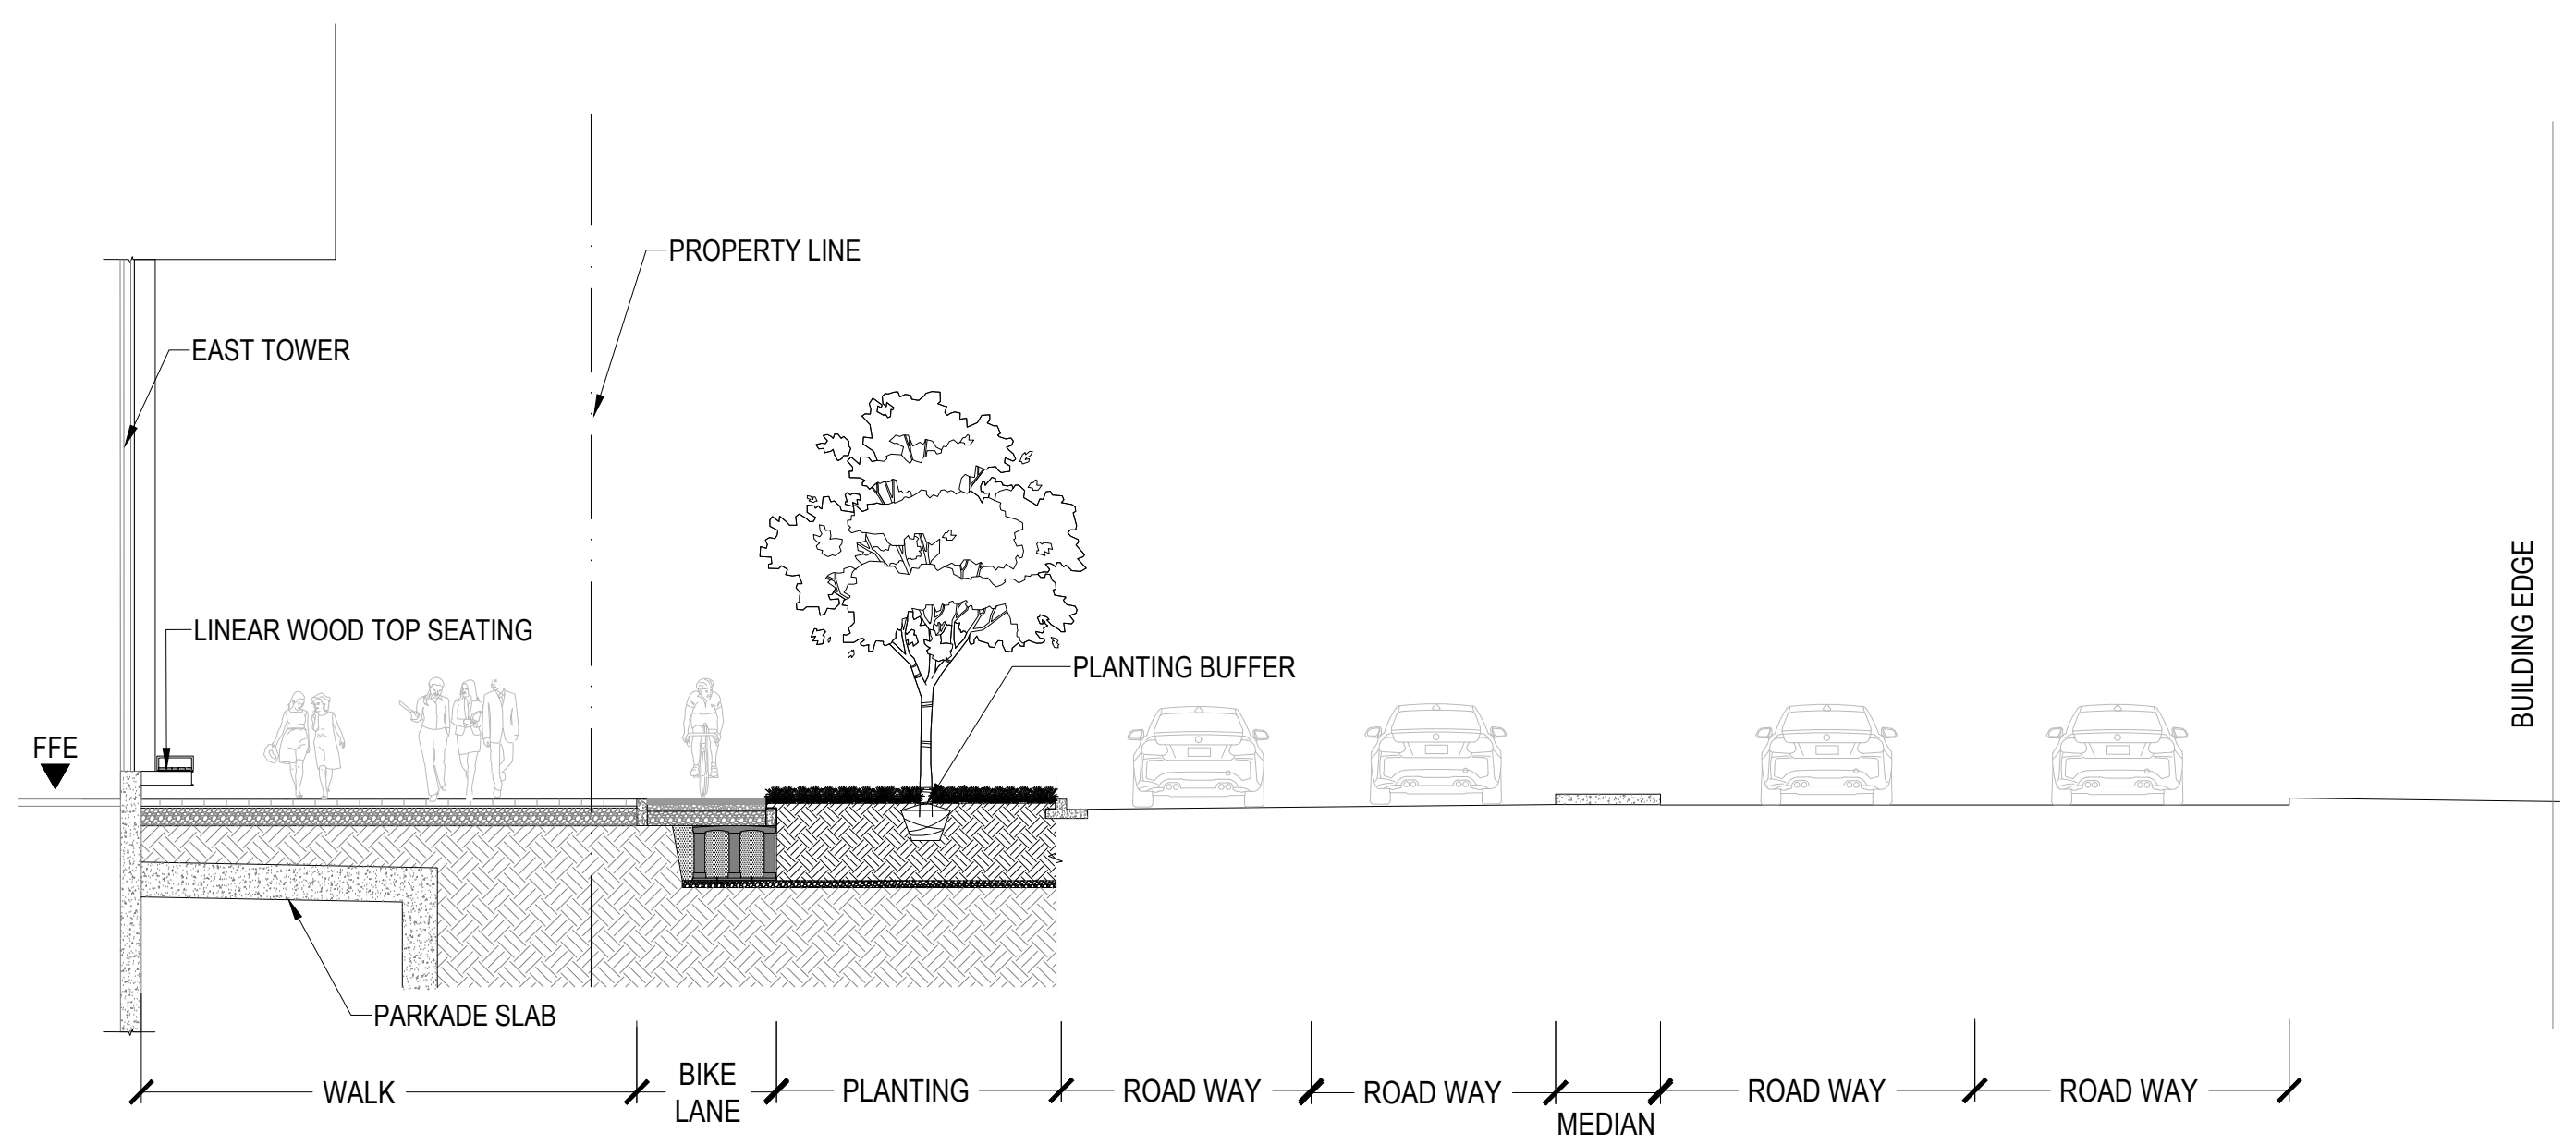 PROPERTY LINE
EAST TOWER
LINEAR WOOD TOP SEATING
PLANTING BUFFER
BUILDING EDGE
FFE
PARKADE SLAB
WALK
BIKE
LANE
PLANTING
ROAD WAY
ROAD WAY
MEDIAN
ROAD WAY
ROAD WAY